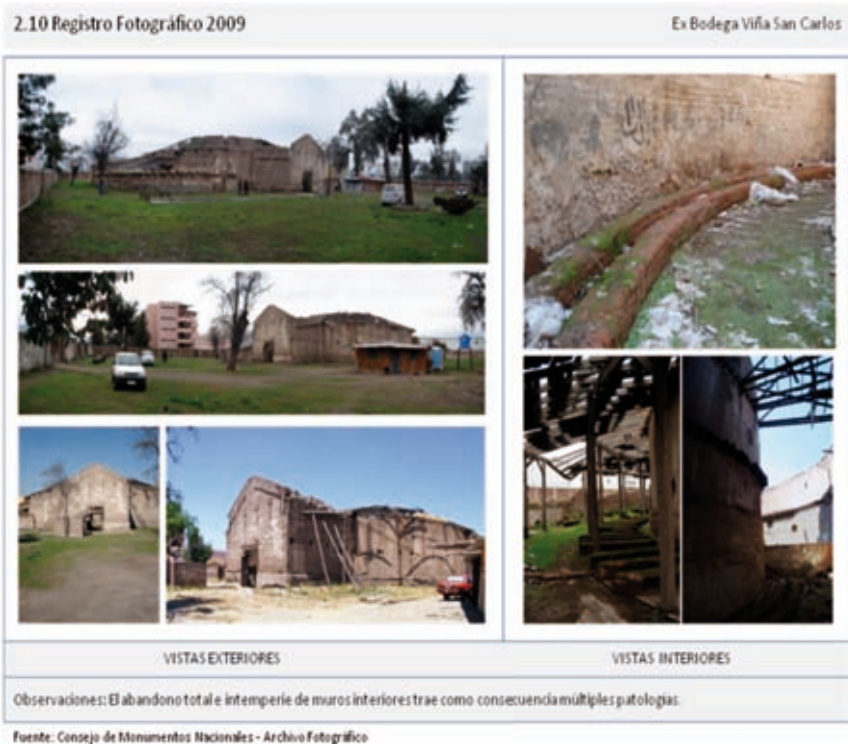 2.10 Registro Fotográfico 2009
Ex Bodega Viña San Carlos
VISTAS EXTERIORES
VISTAS INTERIORES
Observaciones: El abandono total e intemperie de muros interiores trae como consecuencia múltiples patologias.
Fuente: Consejo de Monumentos Nacionales - Archivo Fotográfico